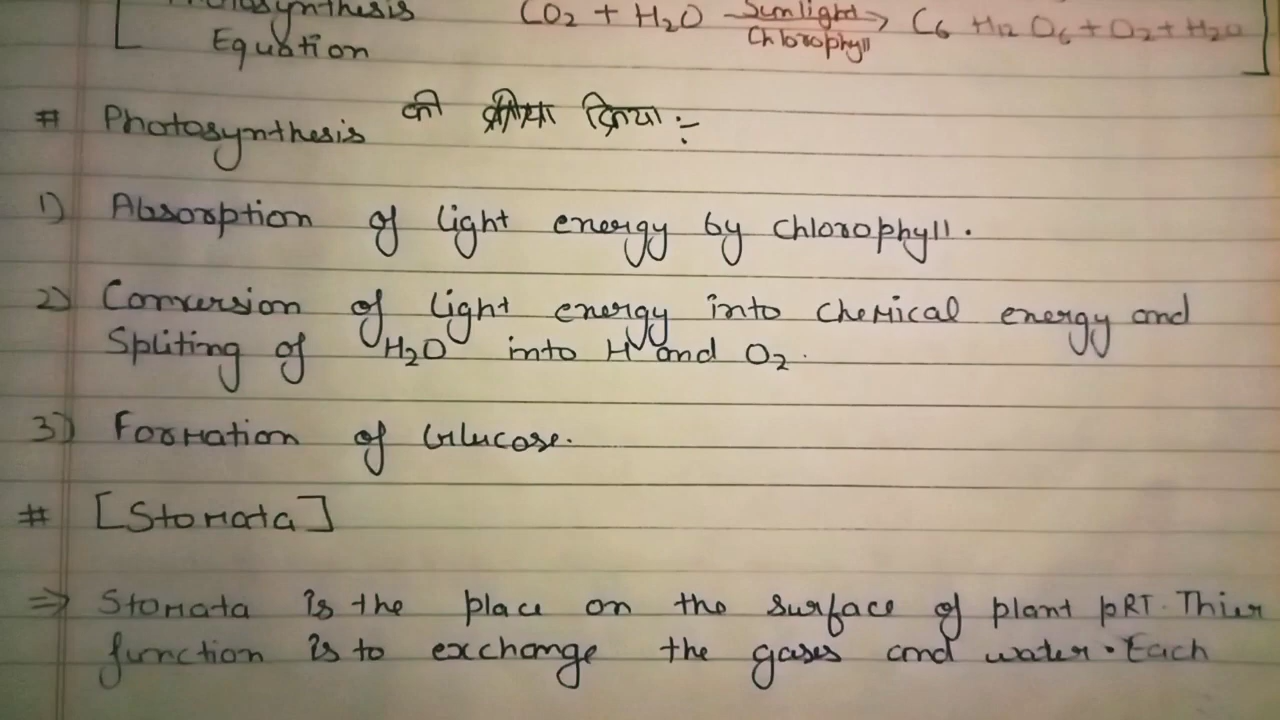 Photosynthesis CO2 + H2O Sunlight Chlorophyll → C6 H12 O6 + O2 + H2O
Equation
# Photosynthesis की क्रिया :-
1) Absorption of light energy by chlorophyll.
2) Conversion of light energy into chemical energy and
Spliting of H2O into H and O2.
3) Formation of Glucose.
# [Stomata]
⇒ Stomata is the place on the surface of plant pRT. Thier
function is to exchange the gases and water. Each